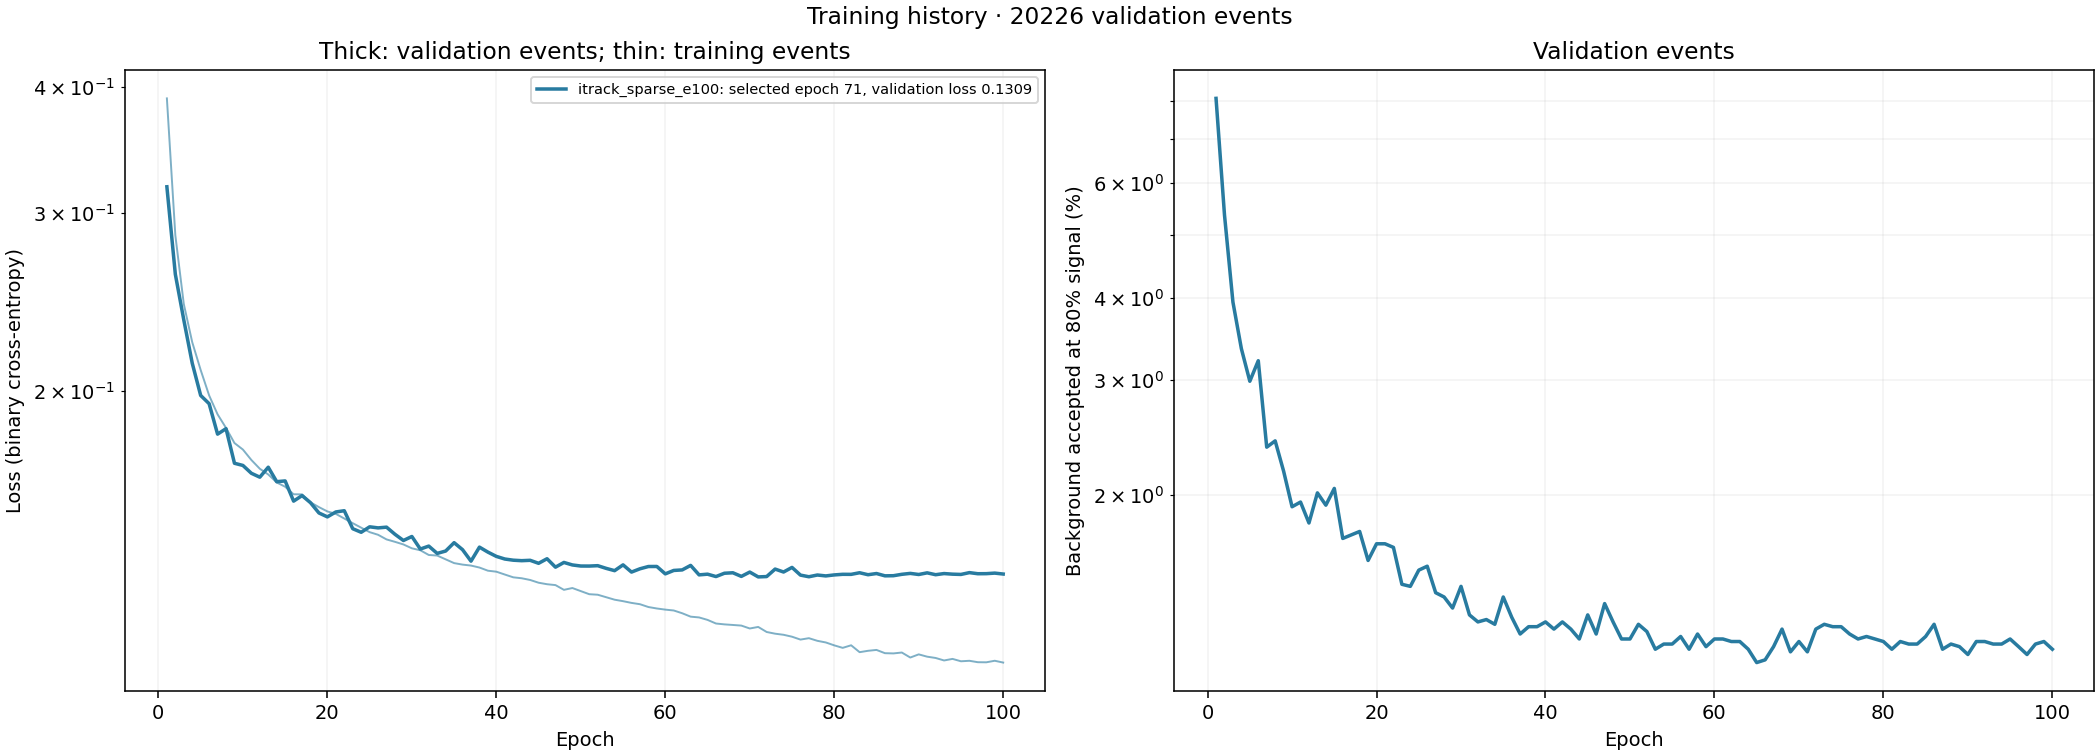 Training history · 20226 validation events
Thick: validation events; thin: training events
4 × 10⁻¹
3 × 10⁻¹
2 × 10⁻¹
Loss (binary cross-entropy)
itrack_sparse_e100: selected epoch 71, validation loss 0.1309
0 20 40 60 80 100
Epoch
Validation events
6 × 10⁰
4 × 10⁰
3 × 10⁰
2 × 10⁰
Background accepted at 80% signal (%)
0 20 40 60 80 100
Epoch